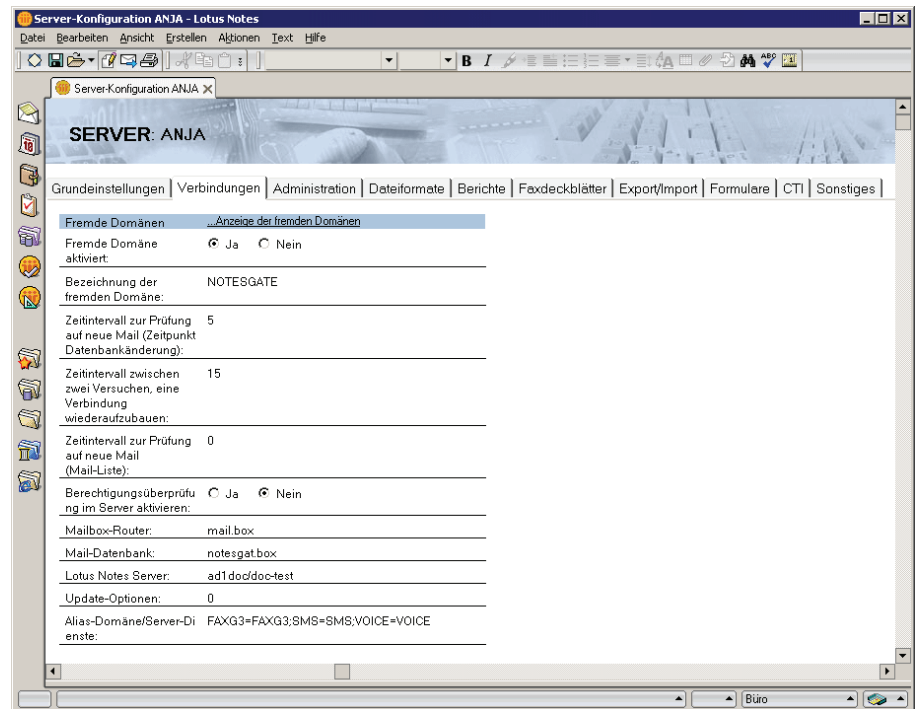 Server-Konfiguration ANJA - Lotus Notes
Datei Bearbeiten Ansicht Erstellen Aktionen Text Hilfe
B I
ABC
Server-Konfiguration ANJA
18
SERVER: ANJA
Grundeinstellungen Verbindungen Administration Dateiformate Berichte Faxdeckblätter Export/Import Formulare CTI Sonstiges
Fremde Domänen ...Anzeige der fremden Domänen
Fremde Domäne Ja Nein
aktiviert:
Bezeichnung der NOTESGATE
fremden Domäne:
Zeitintervall zur Prüfung 5
auf neue Mail (Zeitpunkt
Datenbankänderung):
Zeitintervall zwischen 15
zwei Versuchen, eine
Verbindung
wiederaufzubauen:
Zeitintervall zur Prüfung 0
auf neue Mail
(Mail-Liste):
Berechtigungsüberprüfu Ja Nein
ng im Server aktivieren:
Mailbox-Router: mail.box
Mail-Datenbank: notesgat.box
Lotus Notes Server: ad1doc/doc-test
Update-Optionen: 0
Alias-Domäne/Server-Di FAXG3=FAXG3;SMS=SMS;VOICE=VOICE
enste:
Büro